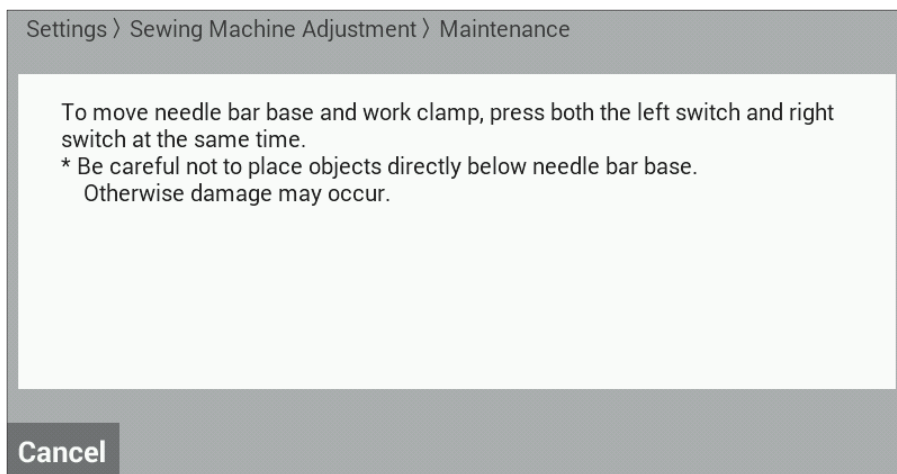 Settings 〉 Sewing Machine Adjustment 〉 Maintenance
To move needle bar base and work clamp, press both the left switch and right
switch at the same time.
* Be careful not to place objects directly below needle bar base.
Otherwise damage may occur.
Cancel